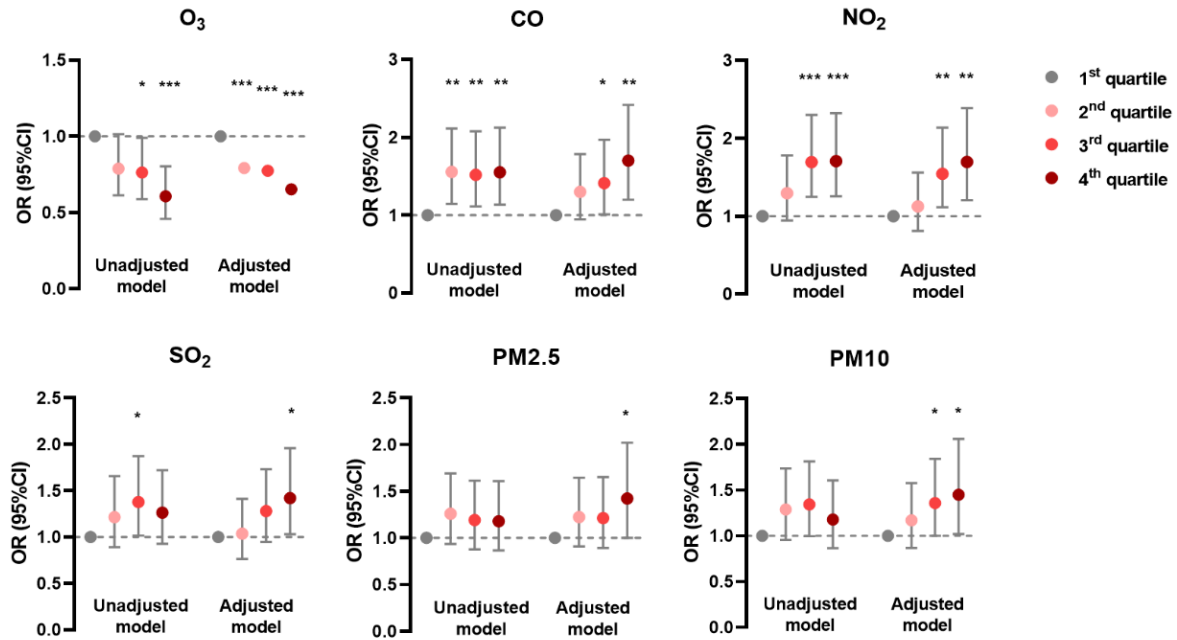 O₃
OR (95%CI)
1.5
1.0
0.5
0.0
* ***
*** *** ***
Unadjusted model
Adjusted model
CO
OR (95%CI)
3
2
1
0
** ** **
* **
Unadjusted model
Adjusted model
NO₂
OR (95%CI)
3
2
1
0
*** ***
** **
Unadjusted model
Adjusted model
1st quartile
2nd quartile
3rd quartile
4th quartile
SO₂
OR (95%CI)
2.5
2.0
1.5
1.0
0.5
0.0
*
*
Unadjusted model
Adjusted model
PM2.5
OR (95%CI)
2.5
2.0
1.5
1.0
0.5
0.0
*
Unadjusted model
Adjusted model
PM10
OR (95%CI)
2.5
2.0
1.5
1.0
0.5
0.0
* *
Unadjusted model
Adjusted model